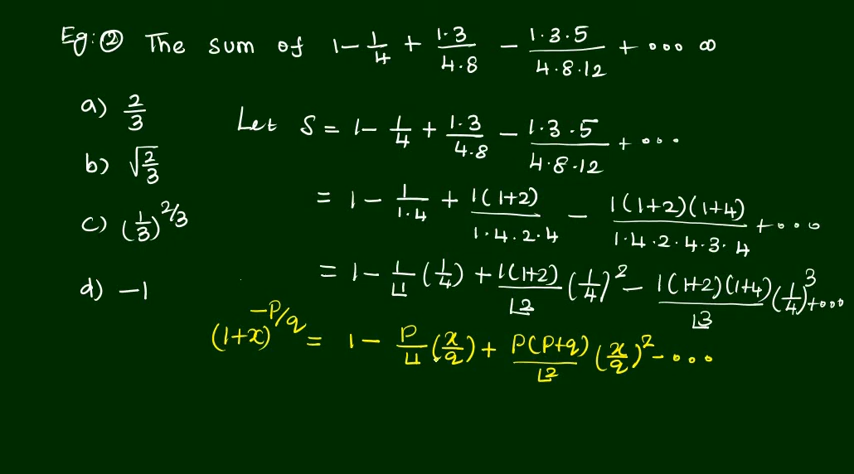 Eg:② The sum of 1 - 1/4 + 1·3/4·8 - 1·3·5/4·8·12 + ... ∞
a) 2/3
Let S = 1 - 1/4 + 1·3/4·8 - 1·3·5/4·8·12 + ...
b) √2/3
= 1 - 1/1·4 + 1(1+2)/1·4·2·4 - 1(1+2)(1+4)/1·4·2·4·3·4 + ...
c) (1/3)^2/3
= 1 - 1/⌊1 (1/4) + 1(1+2)/⌊2 (1/4)^2 - 1(1+2)(1+4)/⌊3 (1/4)^3 + ...
d) -1
(1+x)^-P/q = 1 - P/⌊1 (x/q) + P(P+q)/⌊2 (x/q)^2 - ...